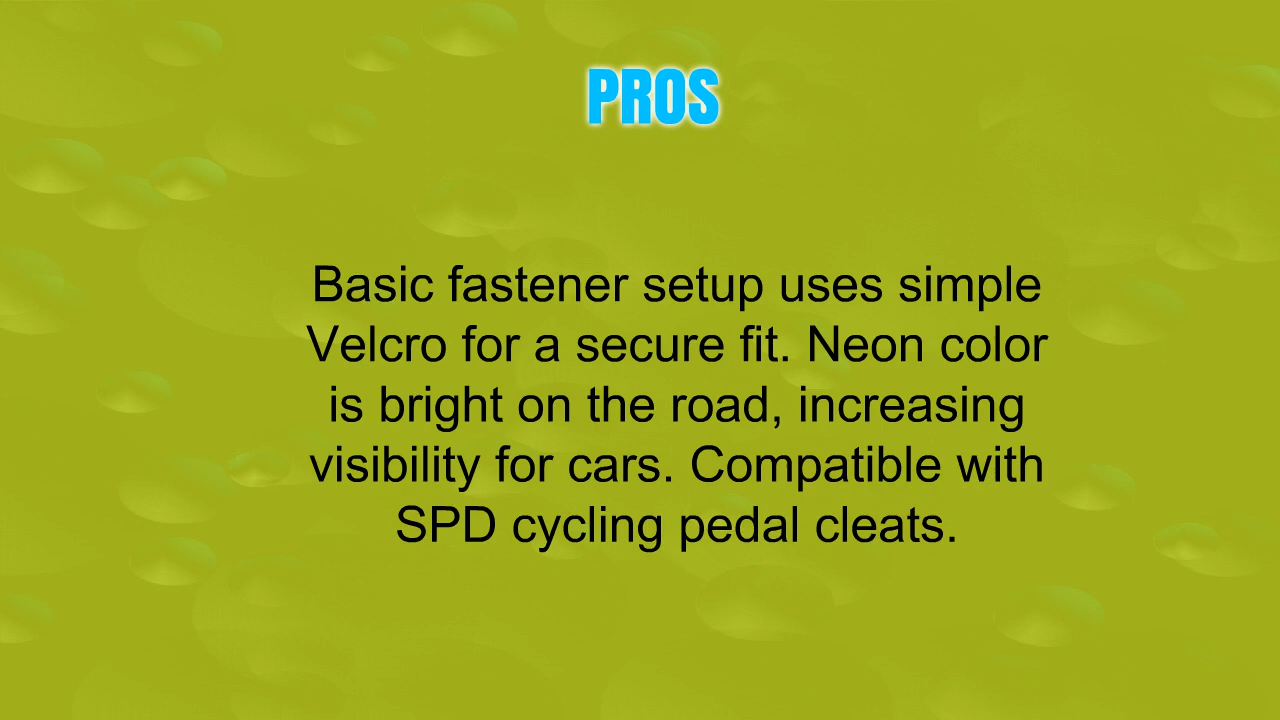 PROS
Basic fastener setup uses simple
Velcro for a secure fit. Neon color
is bright on the road, increasing
visibility for cars. Compatible with
SPD cycling pedal cleats.